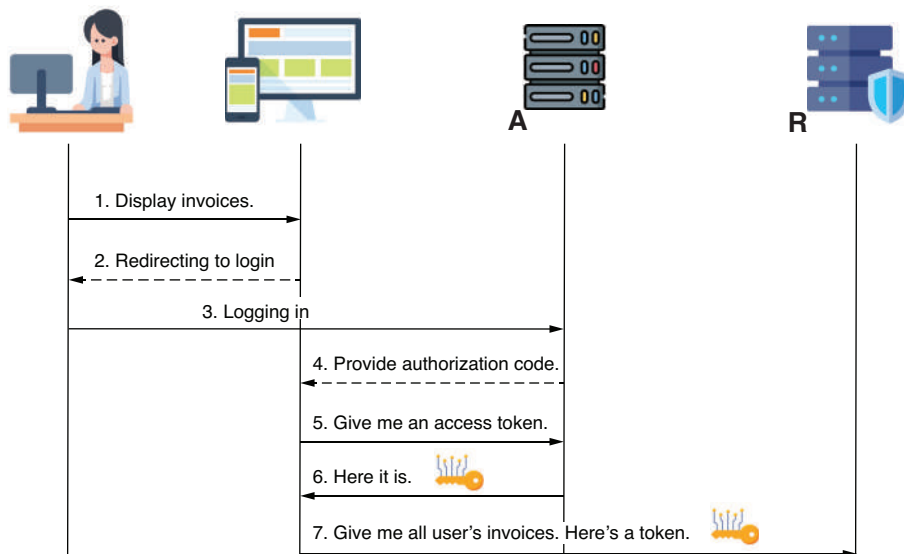 A
R
1. Display invoices.
2. Redirecting to login
3. Logging in
4. Provide authorization code.
5. Give me an access token.
6. Here it is.
7. Give me all user’s invoices. Here’s a token.